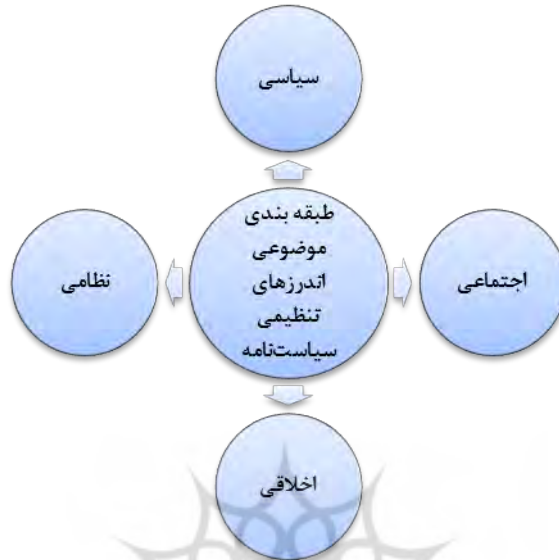 سیاسی
طبقه بندی
موضوعی
اندرزهای
تنظیمی
سیاست‌نامه
اجتماعی
نظامی
اخلاقی